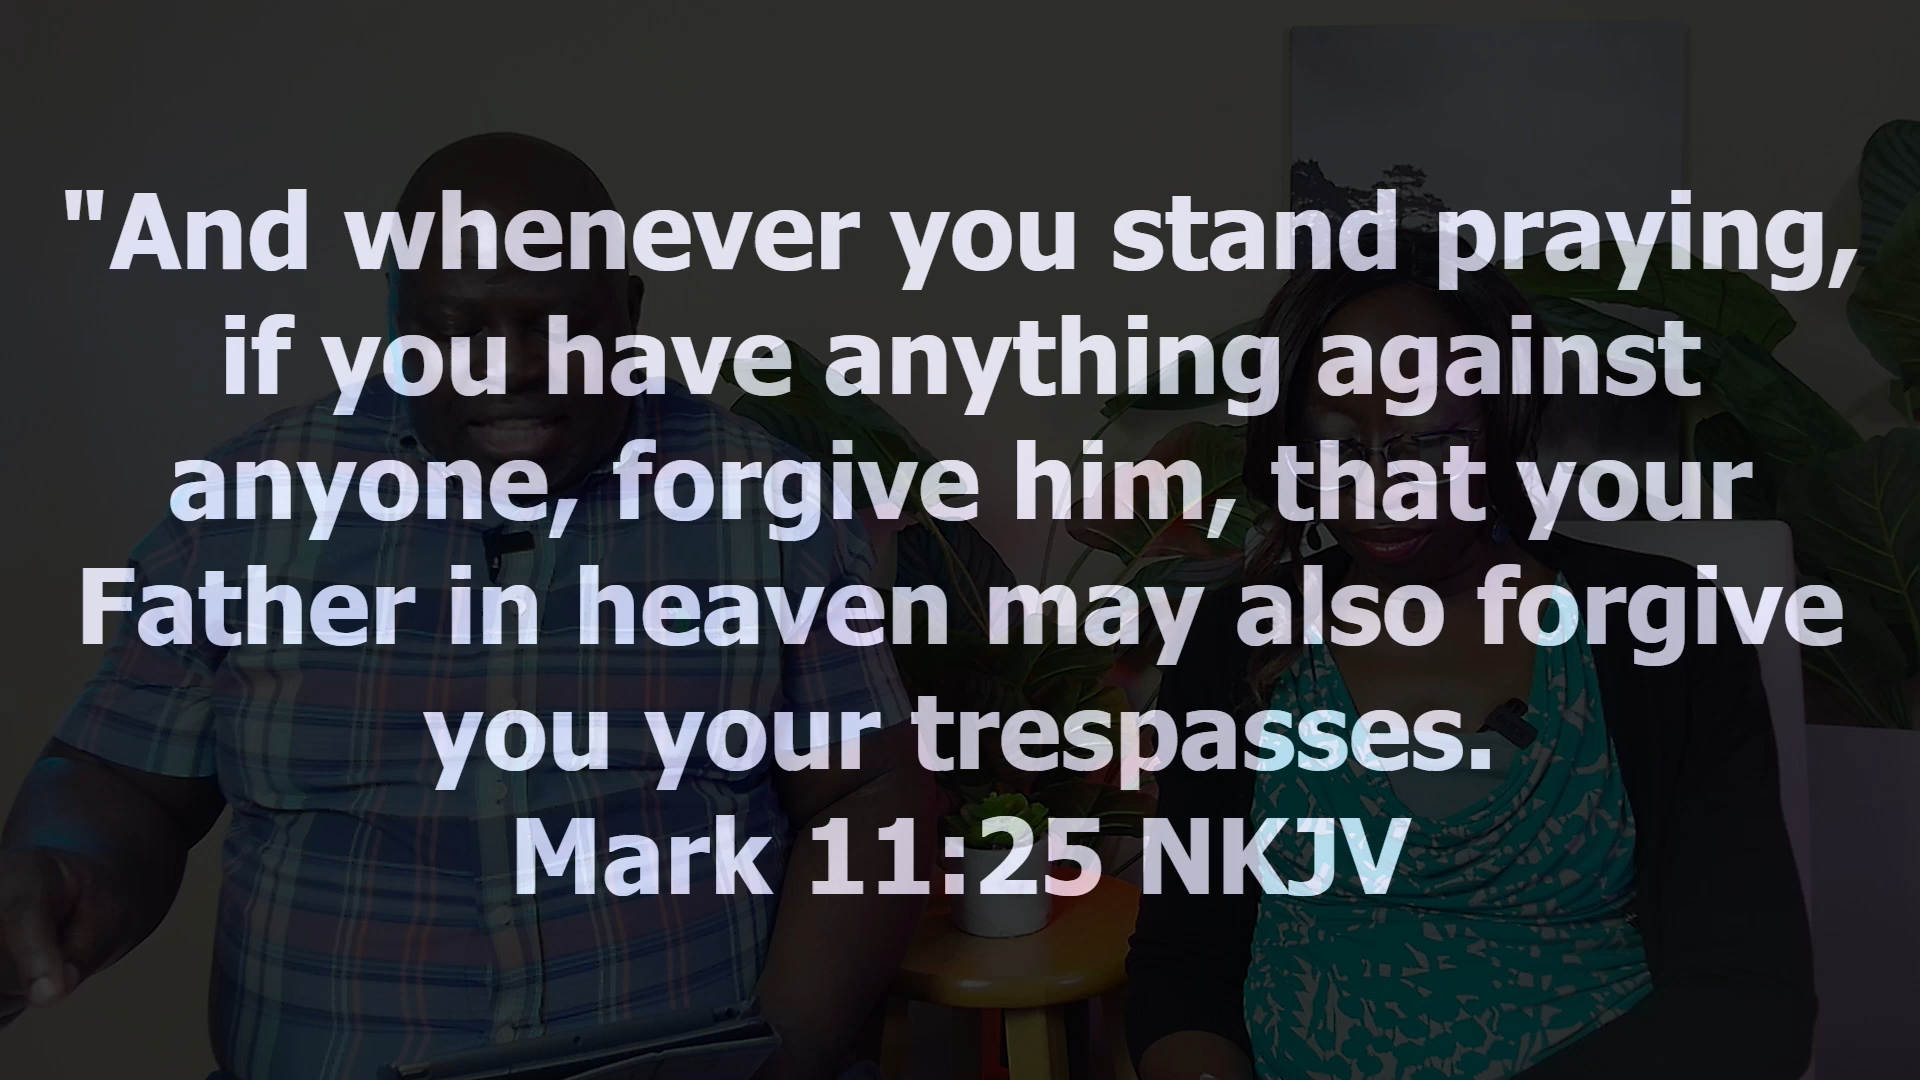 "And whenever you stand praying,
if you have anything against
anyone, forgive him, that your
Father in heaven may also forgive
you your trespasses.
Mark 11:25 NKJV